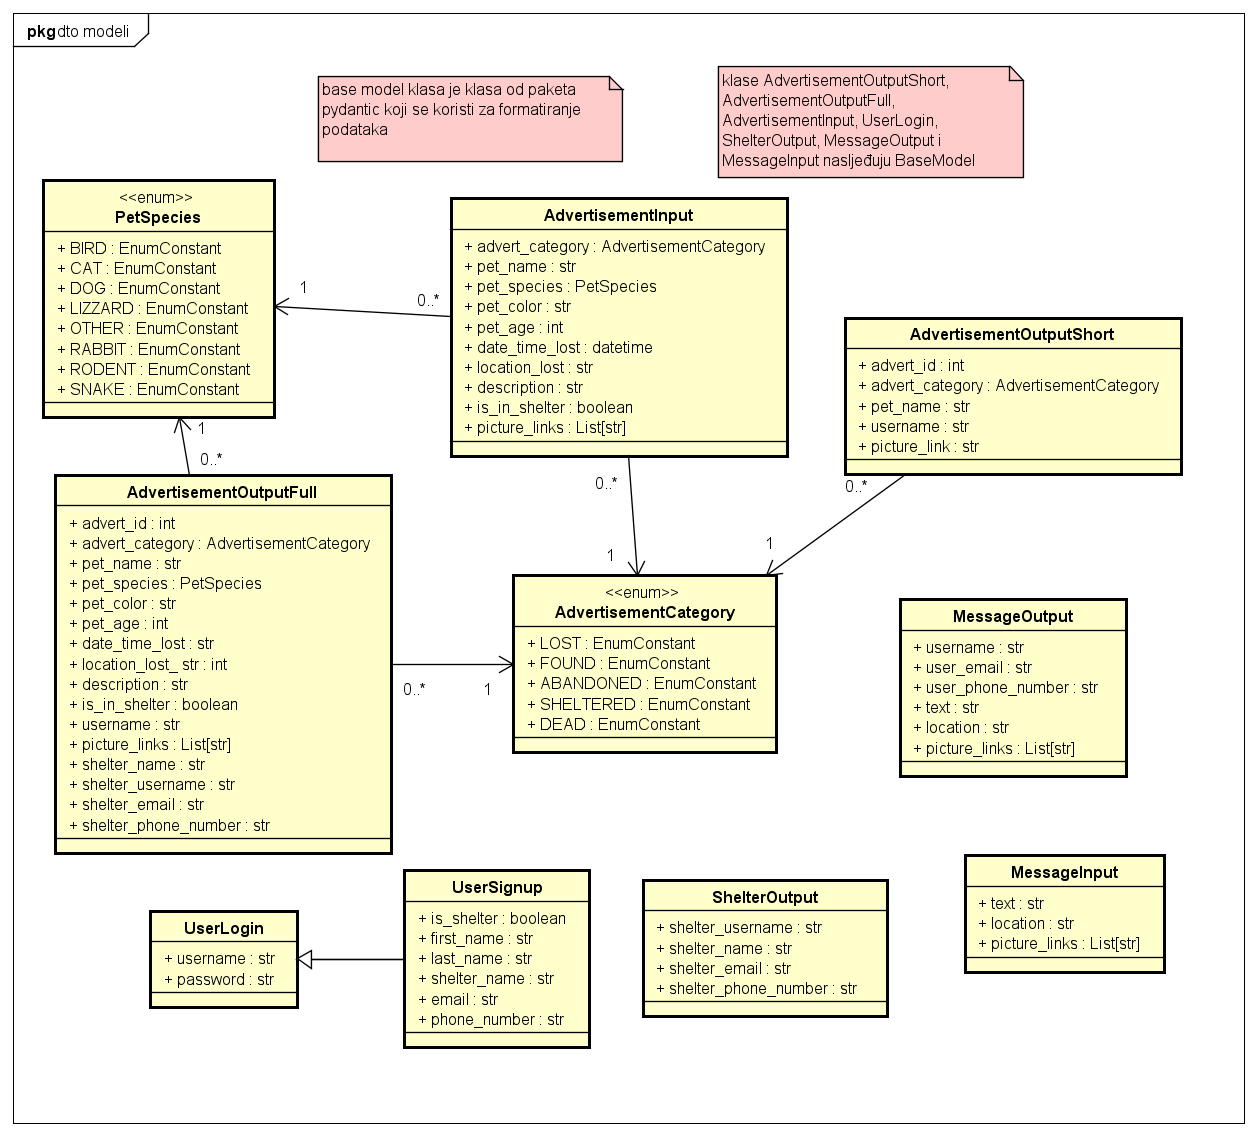 pkg dto modeli
base model klasa je klasa od paketa
pydantic koji se koristi za formatiranje
podataka
klase AdvertisementOutputShort,
AdvertisementOutputFull,
AdvertisementInput, UserLogin,
ShelterOutput, MessageOutput i
MessageInput nasljeđuju BaseModel
<<enum>>
PetSpecies
+ BIRD : EnumConstant
+ CAT : EnumConstant
+ DOG : EnumConstant
+ LIZZARD : EnumConstant
+ OTHER : EnumConstant
+ RABBIT : EnumConstant
+ RODENT : EnumConstant
+ SNAKE : EnumConstant
1
0..*
AdvertisementInput
+ advert_category : AdvertisementCategory
+ pet_name : str
+ pet_species : PetSpecies
+ pet_color : str
+ pet_age : int
+ date_time_lost : datetime
+ location_lost : str
+ description : str
+ is_in_shelter : boolean
+ picture_links : List[str]
AdvertisementOutputShort
+ advert_id : int
+ advert_category : AdvertisementCategory
+ pet_name : str
+ username : str
+ picture_link : str
1
0..*
0..*
1
0..*
1
AdvertisementOutputFull
+ advert_id : int
+ advert_category : AdvertisementCategory
+ pet_name : str
+ pet_species : PetSpecies
+ pet_color : str
+ pet_age : int
+ date_time_lost : str
+ location_lost_ str : int
+ description : str
+ is_in_shelter : boolean
+ username : str
+ picture_links : List[str]
+ shelter_name : str
+ shelter_username : str
+ shelter_email : str
+ shelter_phone_number : str
0..*
1
<<enum>>
AdvertisementCategory
+ LOST : EnumConstant
+ FOUND : EnumConstant
+ ABANDONED : EnumConstant
+ SHELTERED : EnumConstant
+ DEAD : EnumConstant
MessageOutput
+ username : str
+ user_email : str
+ user_phone_number : str
+ text : str
+ location : str
+ picture_links : List[str]
UserLogin
+ username : str
+ password : str
UserSignup
+ is_shelter : boolean
+ first_name : str
+ last_name : str
+ shelter_name : str
+ email : str
+ phone_number : str
ShelterOutput
+ shelter_username : str
+ shelter_name : str
+ shelter_email : str
+ shelter_phone_number : str
MessageInput
+ text : str
+ location : str
+ picture_links : List[str]